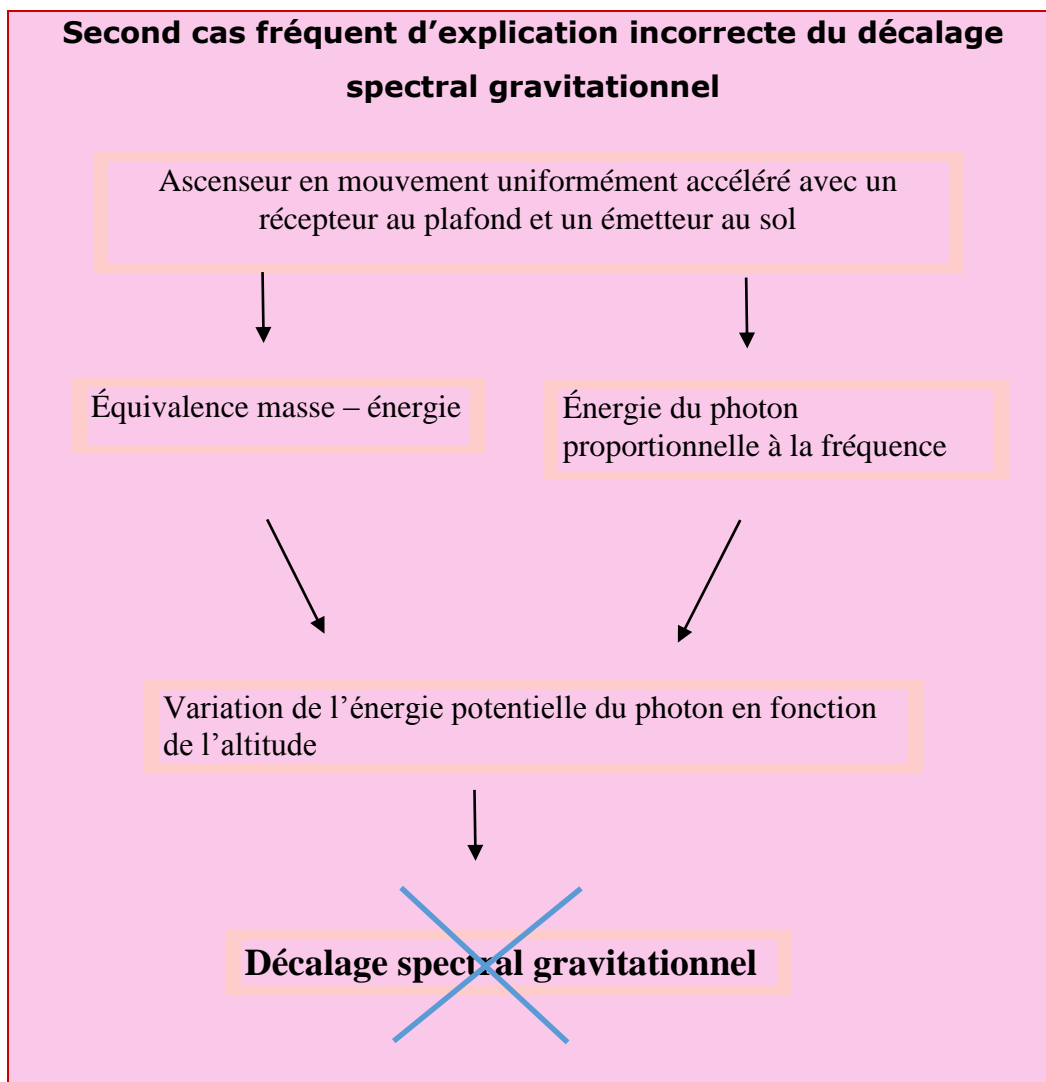 Second cas fréquent d’explication incorrecte du décalage
spectral gravitationnel
Ascenseur en mouvement uniformément accéléré avec un
récepteur au plafond et un émetteur au sol
Équivalence masse – énergie
Énergie du photon
proportionnelle à la fréquence
Variation de l’énergie potentielle du photon en fonction
de l’altitude
Décalage spectral gravitationnel